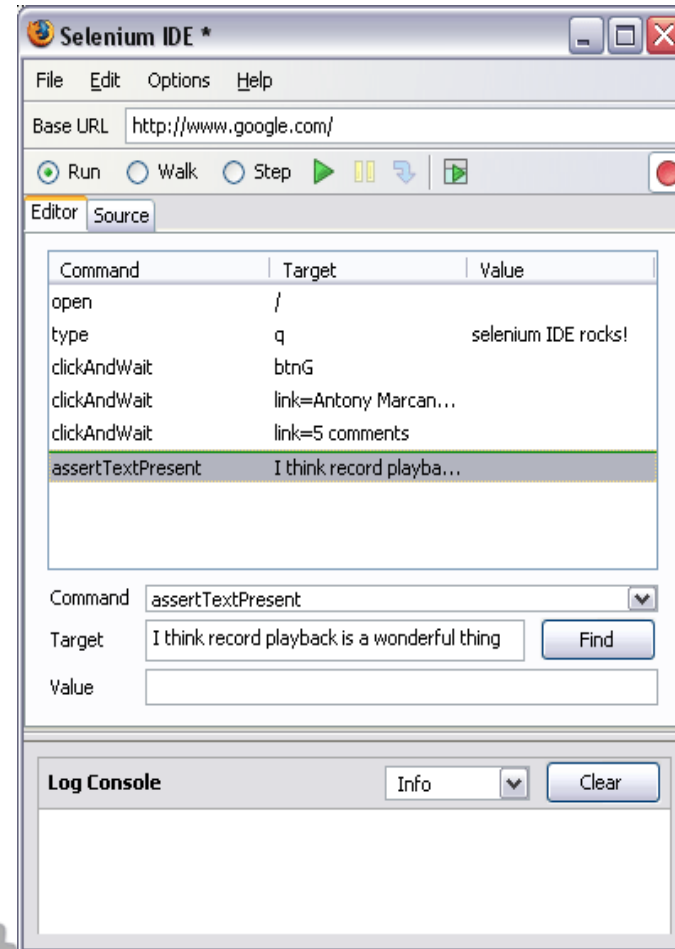 Selenium IDE *
File Edit Options Help
Base URL http://www.google.com/
Run Walk Step
Editor Source
Command Target Value
open /
type q selenium IDE rocks!
clickAndWait btnG
clickAndWait link=Antony Marcan...
clickAndWait link=5 comments
assertTextPresent I think record playba...
Command assertTextPresent
Target I think record playback is a wonderful thing Find
Value
Log Console Info Clear